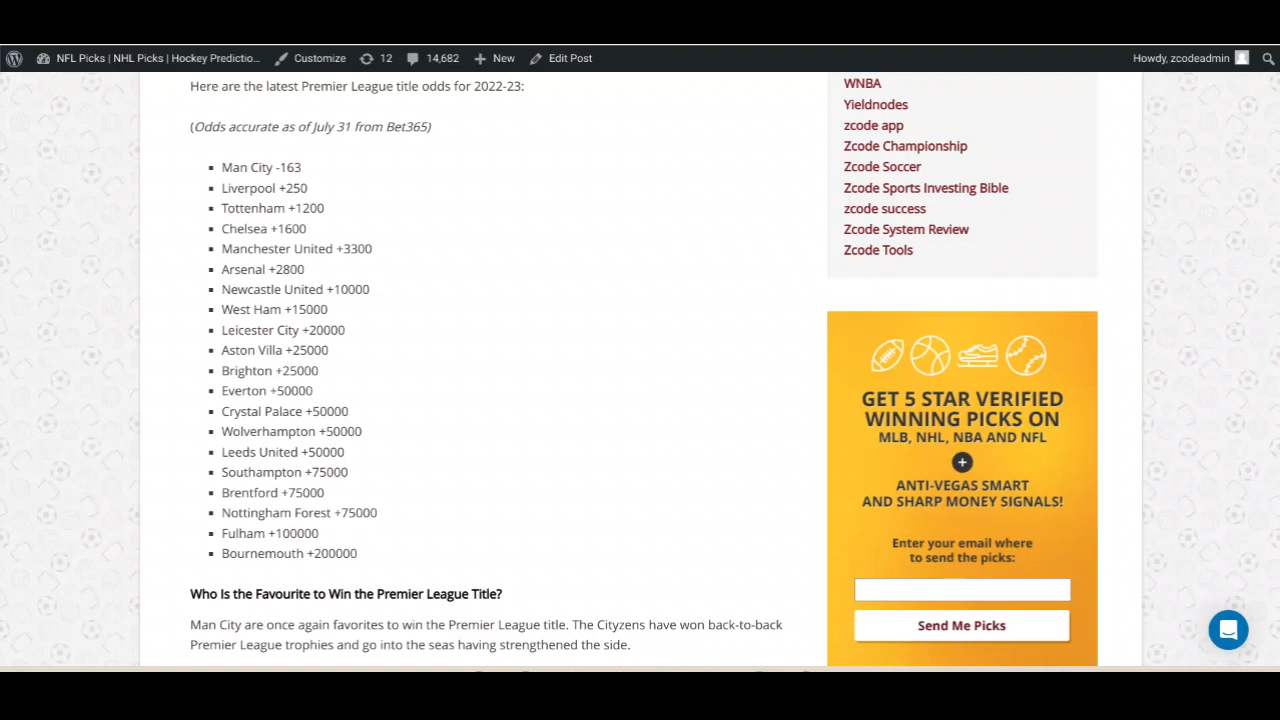 NFL Picks | NHL Picks | Hockey Predictio...
Customize
12
14,682
New
Edit Post
Howdy, zcodeadmin
Here are the latest Premier League title odds for 2022-23:
(Odds accurate as of July 31 from Bet365)
Man City -163
Liverpool +250
Tottenham +1200
Chelsea +1600
Manchester United +3300
Arsenal +2800
Newcastle United +10000
West Ham +15000
Leicester City +20000
Aston Villa +25000
Brighton +25000
Everton +50000
Crystal Palace +50000
Wolverhampton +50000
Leeds United +50000
Southampton +75000
Brentford +75000
Nottingham Forest +75000
Fulham +100000
Bournemouth +200000
Who Is the Favourite to Win the Premier League Title?
Man City are once again favorites to win the Premier League title. The Cityzens have won back-to-back
Premier League trophies and go into the seas having strengthened the side.
WNBA
Yieldnodes
zcode app
Zcode Championship
Zcode Soccer
Zcode Sports Investing Bible
zcode success
Zcode System Review
Zcode Tools
GET 5 STAR VERIFIED
WINNING PICKS ON
MLB, NHL, NBA AND NFL
+
ANTI-VEGAS SMART
AND SHARP MONEY SIGNALS!
Enter your email where
to send the picks:
Send Me Picks